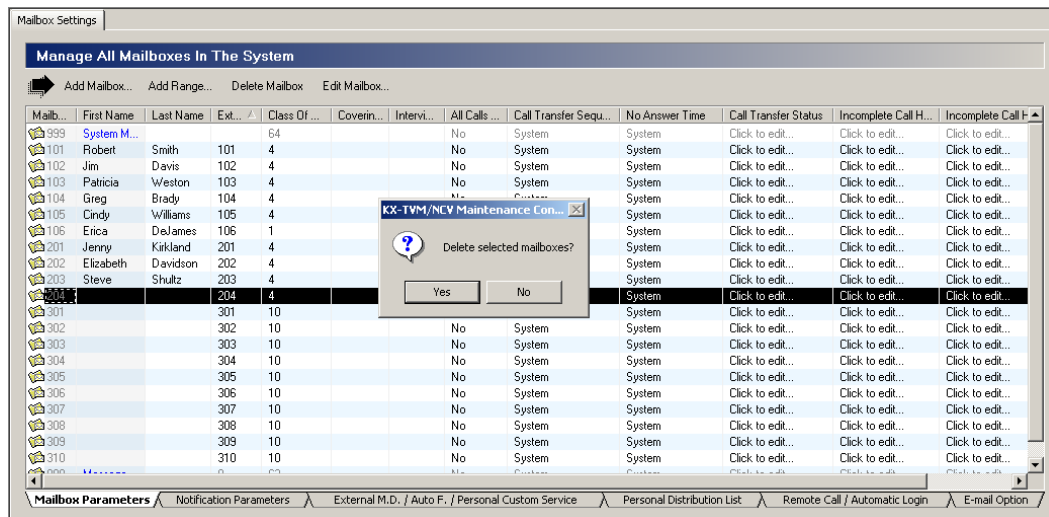 Mailbox Settings
Manage All Mailboxes In The System
Add Mailbox... Add Range... Delete Mailbox Edit Mailbox...
Mailb... First Name Last Name Ext... Class Of ... Coverin... Intervi... All Calls ... Call Transfer Sequ... No Answer Time Call Transfer Status Incomplete Call H... Incomplete Call H
999 System M... 64 No System System Click to edit... Click to edit... Click to edit...
101 Robert Smith 101 4 No System System Click to edit... Click to edit... Click to edit...
102 Jim Davis 102 4 No System System Click to edit... Click to edit... Click to edit...
103 Patricia Weston 103 4 No System System Click to edit... Click to edit... Click to edit...
104 Greg Brady 104 4 System Click to edit... Click to edit... Click to edit...
105 Cindy Williams 105 4 System Click to edit... Click to edit... Click to edit...
106 Erica DeJames 106 1 System Click to edit... Click to edit... Click to edit...
201 Jenny Kirkland 201 4 System Click to edit... Click to edit... Click to edit...
202 Elizabeth Davidson 202 4 System Click to edit... Click to edit... Click to edit...
203 Steve Shultz 203 4 System Click to edit... Click to edit... Click to edit...
204 204 4 System Click to edit... Click to edit... Click to edit...
301 301 10 System Click to edit... Click to edit... Click to edit...
302 302 10 No System System Click to edit... Click to edit... Click to edit...
303 303 10 No System System Click to edit... Click to edit... Click to edit...
304 304 10 No System System Click to edit... Click to edit... Click to edit...
305 305 10 No System System Click to edit... Click to edit... Click to edit...
306 306 10 No System System Click to edit... Click to edit... Click to edit...
307 307 10 No System System Click to edit... Click to edit... Click to edit...
308 308 10 No System System Click to edit... Click to edit... Click to edit...
309 309 10 No System System Click to edit... Click to edit... Click to edit...
310 310 10 No System System Click to edit... Click to edit... Click to edit...
KX-TVM/NCV Maintenance Con...
Delete selected mailboxes?
Yes No
Mailbox Parameters Notification Parameters External M.D. / Auto F. / Personal Custom Service Personal Distribution List Remote Call / Automatic Login E-mail Option